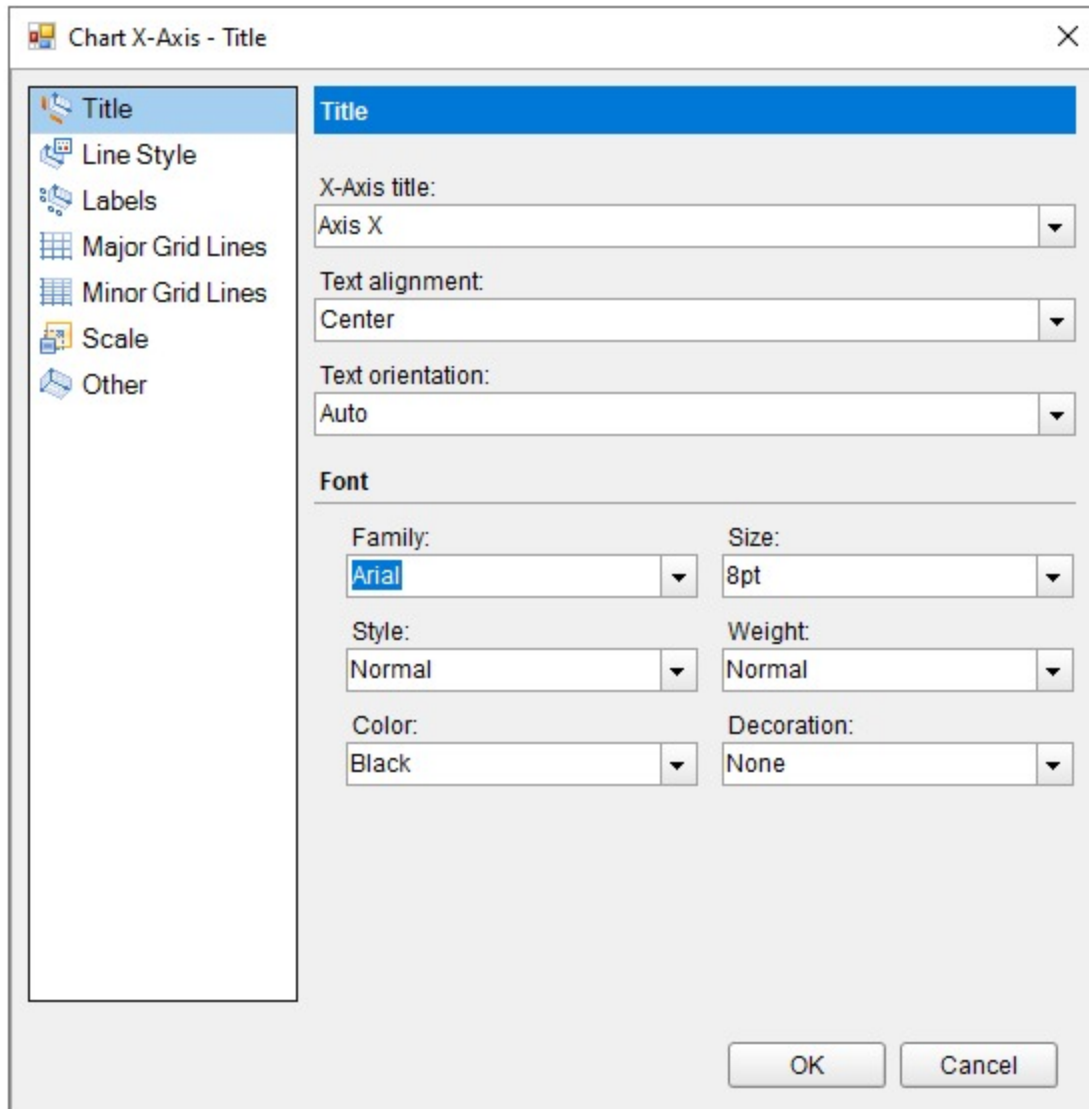 Chart X-Axis - Title
Title
Line Style
Labels
Major Grid Lines
Minor Grid Lines
Scale
Other
Title
X-Axis title:
Axis X
Text alignment:
Center
Text orientation:
Auto
Font
Family: Size:
Arial 8pt
Style: Weight:
Normal Normal
Color: Decoration:
Black None
OK Cancel